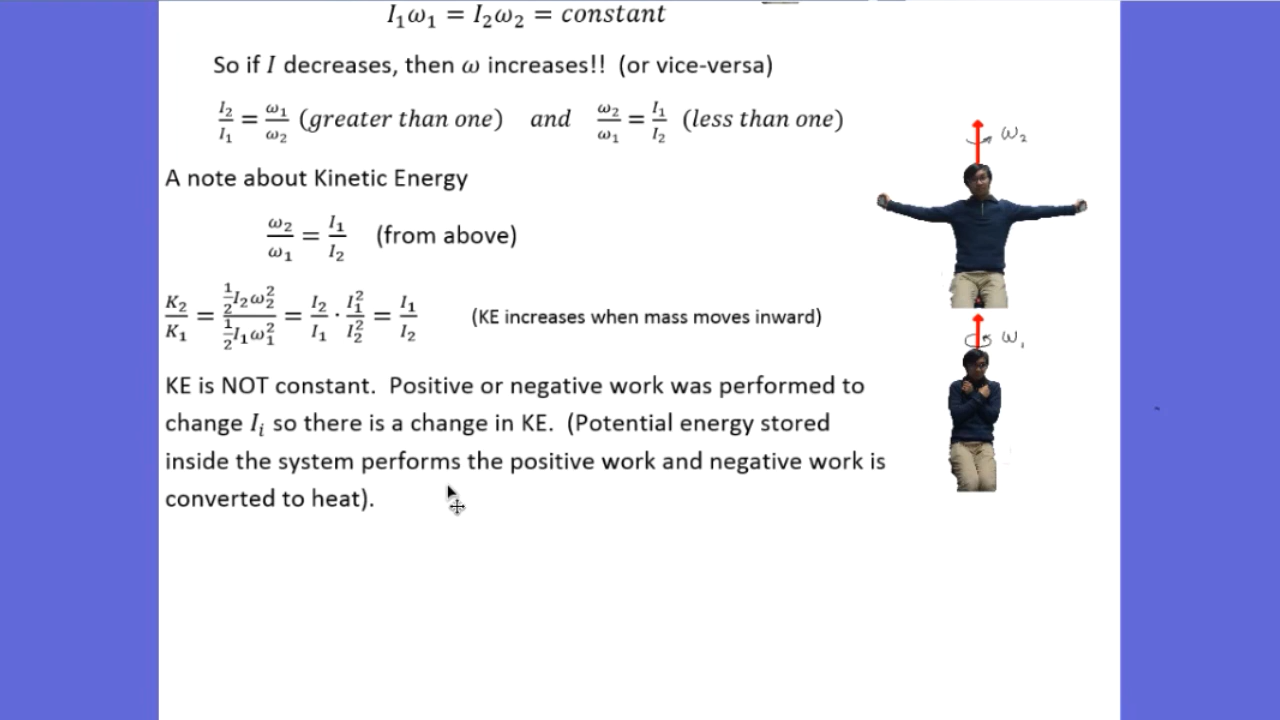 I₁ω₁ = I₂ω₂ = constant
So if I decreases, then ω increases!! (or vice-versa)
I₂/I₁ = ω₁/ω₂ (greater than one) and ω₂/ω₁ = I₁/I₂ (less than one)
ω₂
A note about Kinetic Energy
ω₂/ω₁ = I₁/I₂ (from above)
K₂/K₁ = ½I₂ω₂²/½I₁ω₁² = I₂/I₁ · I₁²/I₂² = I₁/I₂ (KE increases when mass moves inward)
ω₁
KE is NOT constant. Positive or negative work was performed to
change Iᵢ so there is a change in KE. (Potential energy stored
inside the system performs the positive work and negative work is
converted to heat).